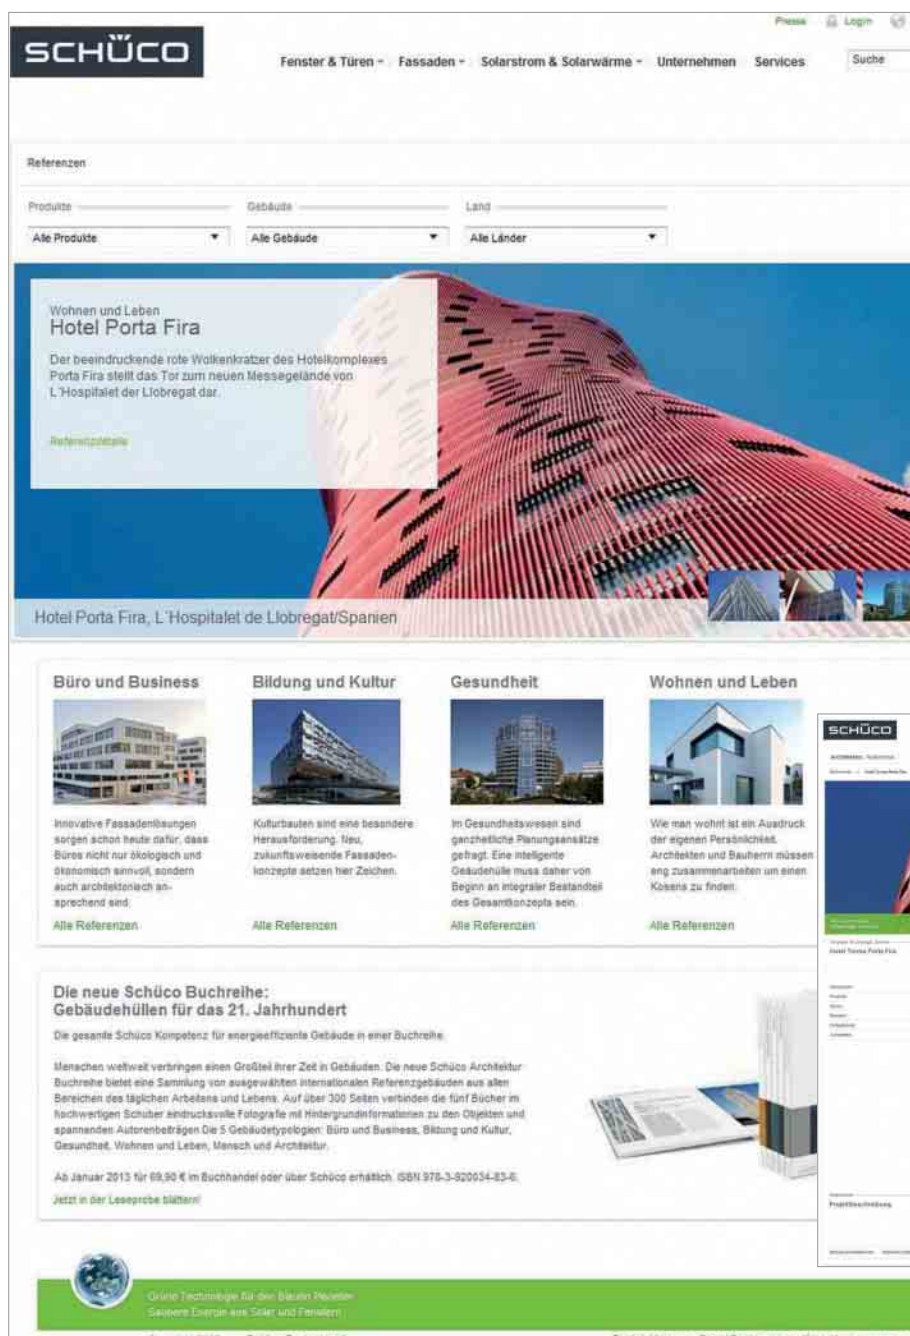 Presse Login
SCHÜCO
Fenster & Türen Fassaden Solarstrom & Solarwärme Unternehmen Services Suche
Referenzen
Produkte Gebäude Land
Alle Produkte Alle Gebäude Alle Länder
Wohnen und Leben
Hotel Porta Fira
Der beeindruckende rote Wolkenkratzer des Hotelkomplexes
Porta Fira stellt das Tor zum neuen Messegelände von
L´Hospitalet der Llobregat dar.
Referenzdetails
Hotel Porta Fira, L´Hospitalet de Llobregat/Spanien
Büro und Business
Innovative Fassadenlösungen
sorgen schon heute dafür, dass
Büros nicht nur ökologisch und
ökonomisch sinnvoll, sondern
auch architektonisch an-
sprechend sind.
Alle Referenzen
Bildung und Kultur
Kulturbauten sind eine besondere
Herausforderung. Neu,
zukunftsweisende Fassaden-
konzepte setzen hier Zeichen.
Alle Referenzen
Gesundheit
Im Gesundheitswesen sind
ganzheitliche Planungsansätze
gefragt. Eine intelligente
Geäudehülle muss daher von
Beginn an integraler Bestandteil
des Gesamtkonzepts sein.
Alle Referenzen
Wohnen und Leben
Wie man wohnt ist ein Ausdruck
der eigenen Persönlichkeit.
Architekten und Bauherrn müssen
eng zusammenarbeiten um einen
Kosens zu finden.
Alle Referenzen
SCHÜCO
Hotel Torres Porta Fira
Projektbeschreibung
Die neue Schüco Buchreihe:
Gebäudehüllen für das 21. Jahrhundert
Die gesamte Schüco Kompetenz für energieeffiziente Gebäude in einer Buchreihe.
Menschen weltweit verbringen einen Großteil ihrer Zeit in Gebäuden. Die neue Schüco Architektur
Buchreihe bietet eine Sammlung von ausgewählten internationalen Referenzgebäuden aus allen
Bereichen des täglichen Arbeitens und Lebens. Auf über 300 Seiten verbinden die fünf Bücher im
hochwertigen Schuber eindrucksvolle Fotografie mit Hintergrundinformationen zu den Objekten und
spannenden Autorenbeiträgen Die 5 Gebäudetypologien: Büro und Business, Bildung und Kultur,
Gesundheit, Wohnen und Leben, Mensch und Architektur.
Ab Januar 2013 für 69,90 € im Buchhandel oder über Schüco erhältlich. ISBN 978-3-920034-83-6.
Jetzt in der Leseprobe blättern!
Grüne Technologie für den Blauen Planeten
Saubere Energie aus Solar und Fenstern